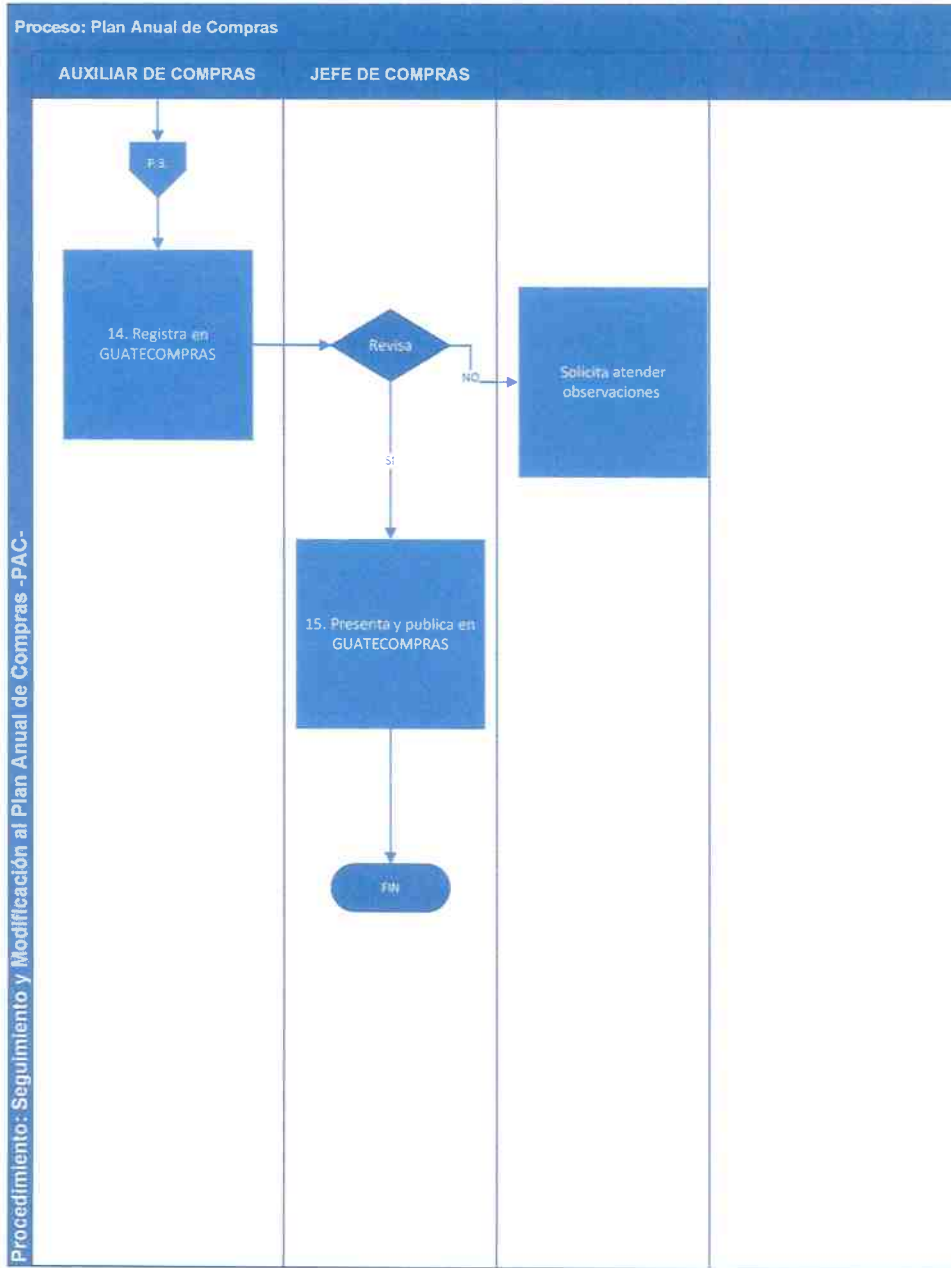 Proceso: Plan Anual de Compras
AUXILIAR DE COMPRAS
JEFE DE COMPRAS
Procedimiento: Seguimiento y Modificación al Plan Anual de Compras -PAC-
P.3.
14. Registra en
GUATECOMPRAS
Revisa
NO
Solicita atender
observaciones
SI
15. Presenta y publica en
GUATECOMPRAS
FIN